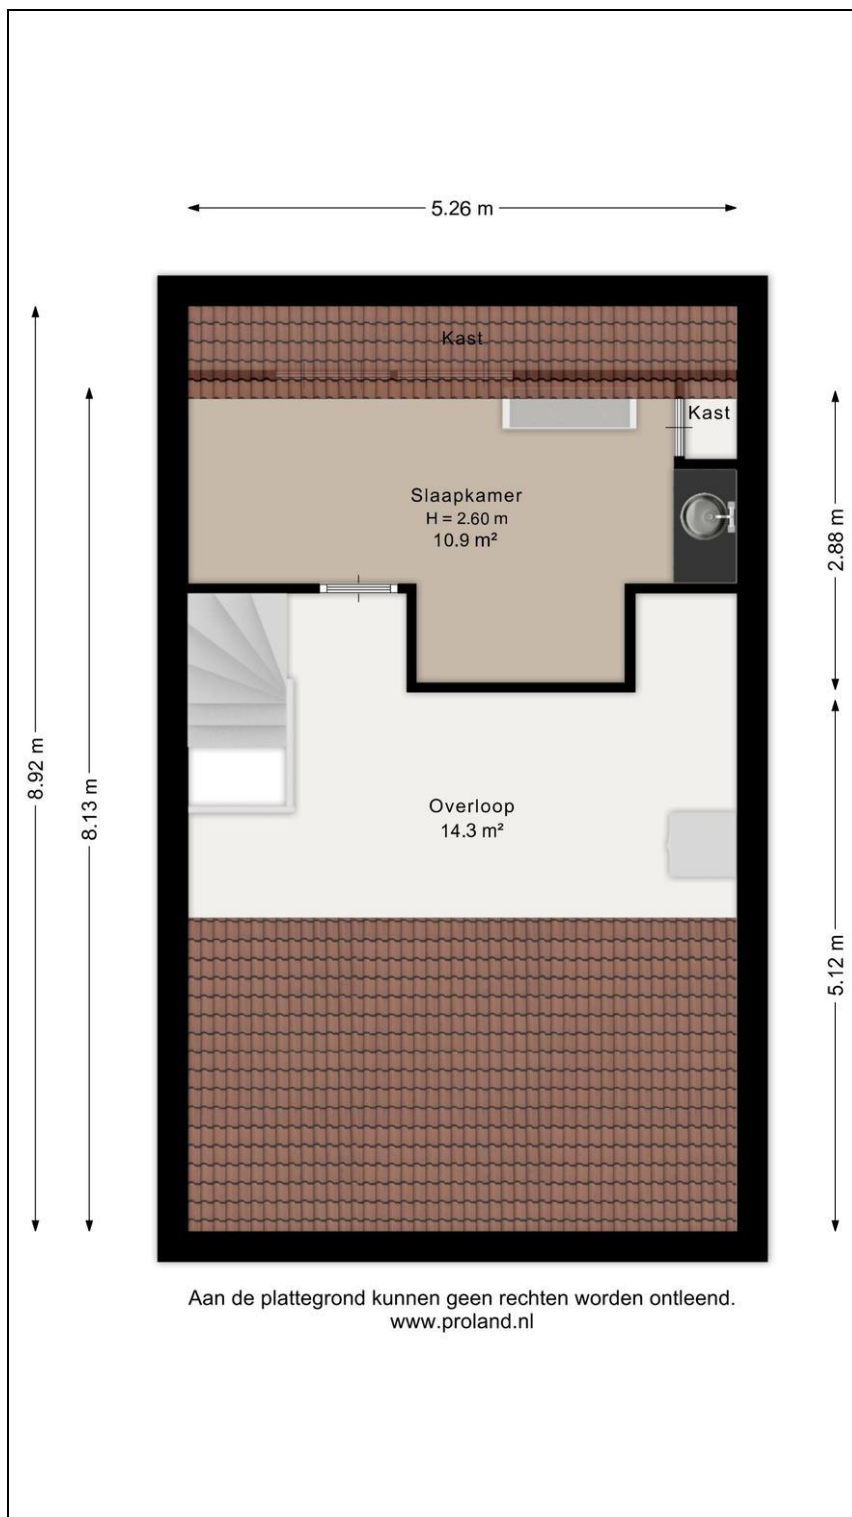 5.26 m
Kast
Kast
Slaapkamer
H = 2.60 m
10.9 m²
2.88 m
8.92 m
8.13 m
Overloop
14.3 m²
5.12 m
Aan de plattegrond kunnen geen rechten worden ontleend.
www.proland.nl